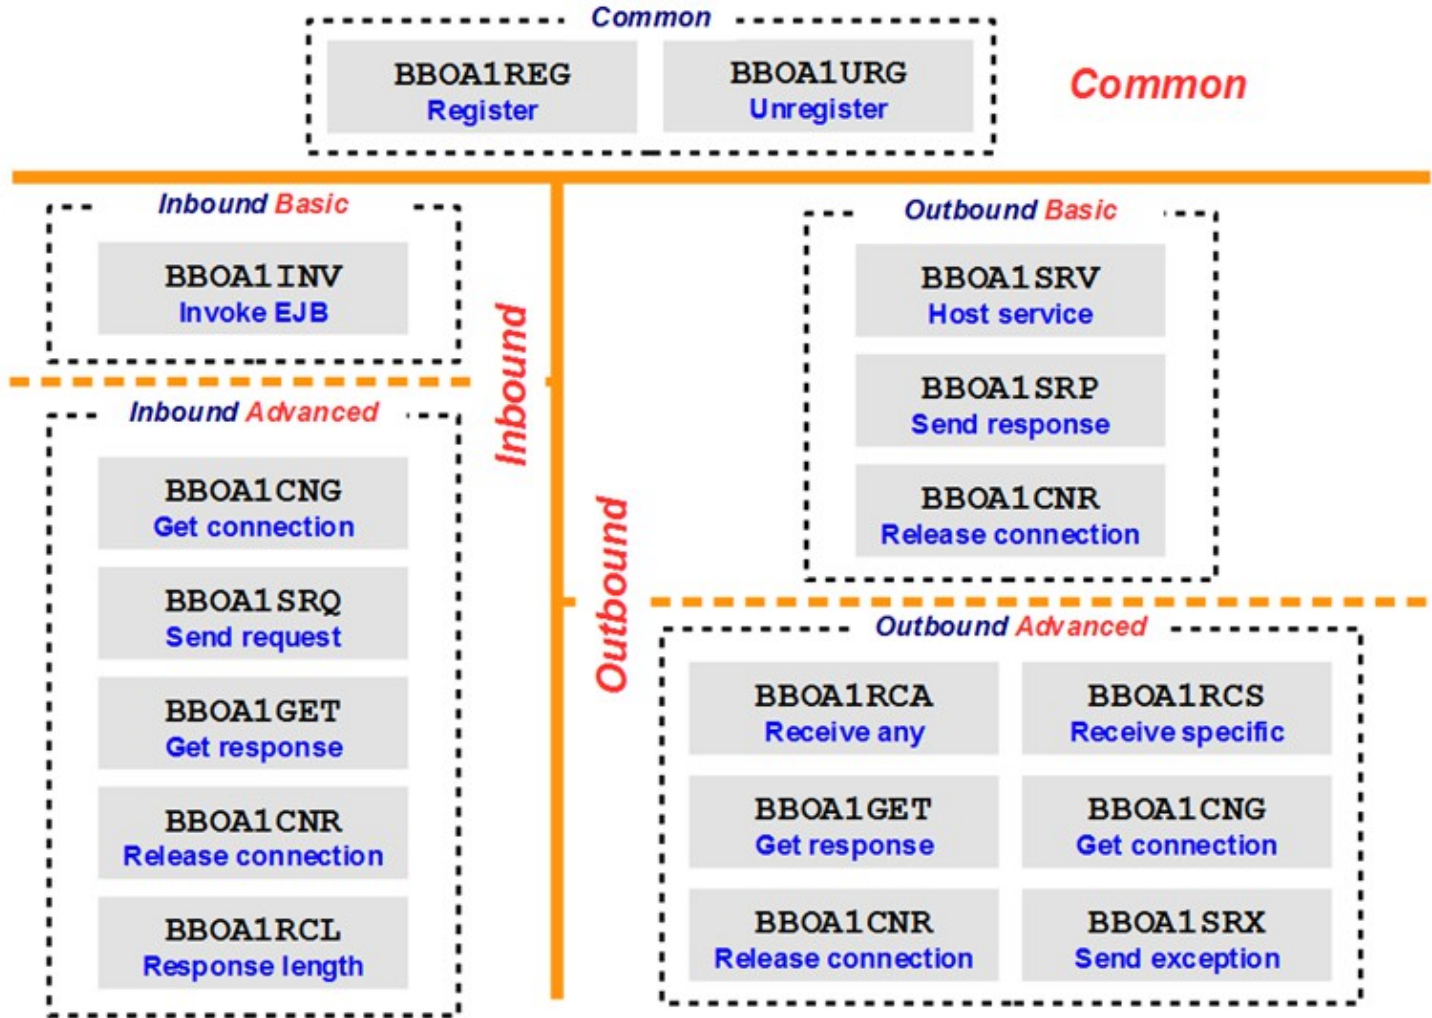 Common
BBOA1REG
Register
BBOA1URG
Unregister
Common
Inbound Basic
BBOA1INV
Invoke EJB
Inbound Advanced
BBOA1CNG
Get connection
BBOA1SRQ
Send request
BBOA1GET
Get response
BBOA1CNR
Release connection
BBOA1RCL
Response length
Inbound
Outbound
Outbound Basic
BBOA1SRV
Host service
BBOA1SRP
Send response
BBOA1CNR
Release connection
Outbound Advanced
BBOA1RCA
Receive any
BBOA1RCS
Receive specific
BBOA1GET
Get response
BBOA1CNG
Get connection
BBOA1CNR
Release connection
BBOA1SRX
Send exception